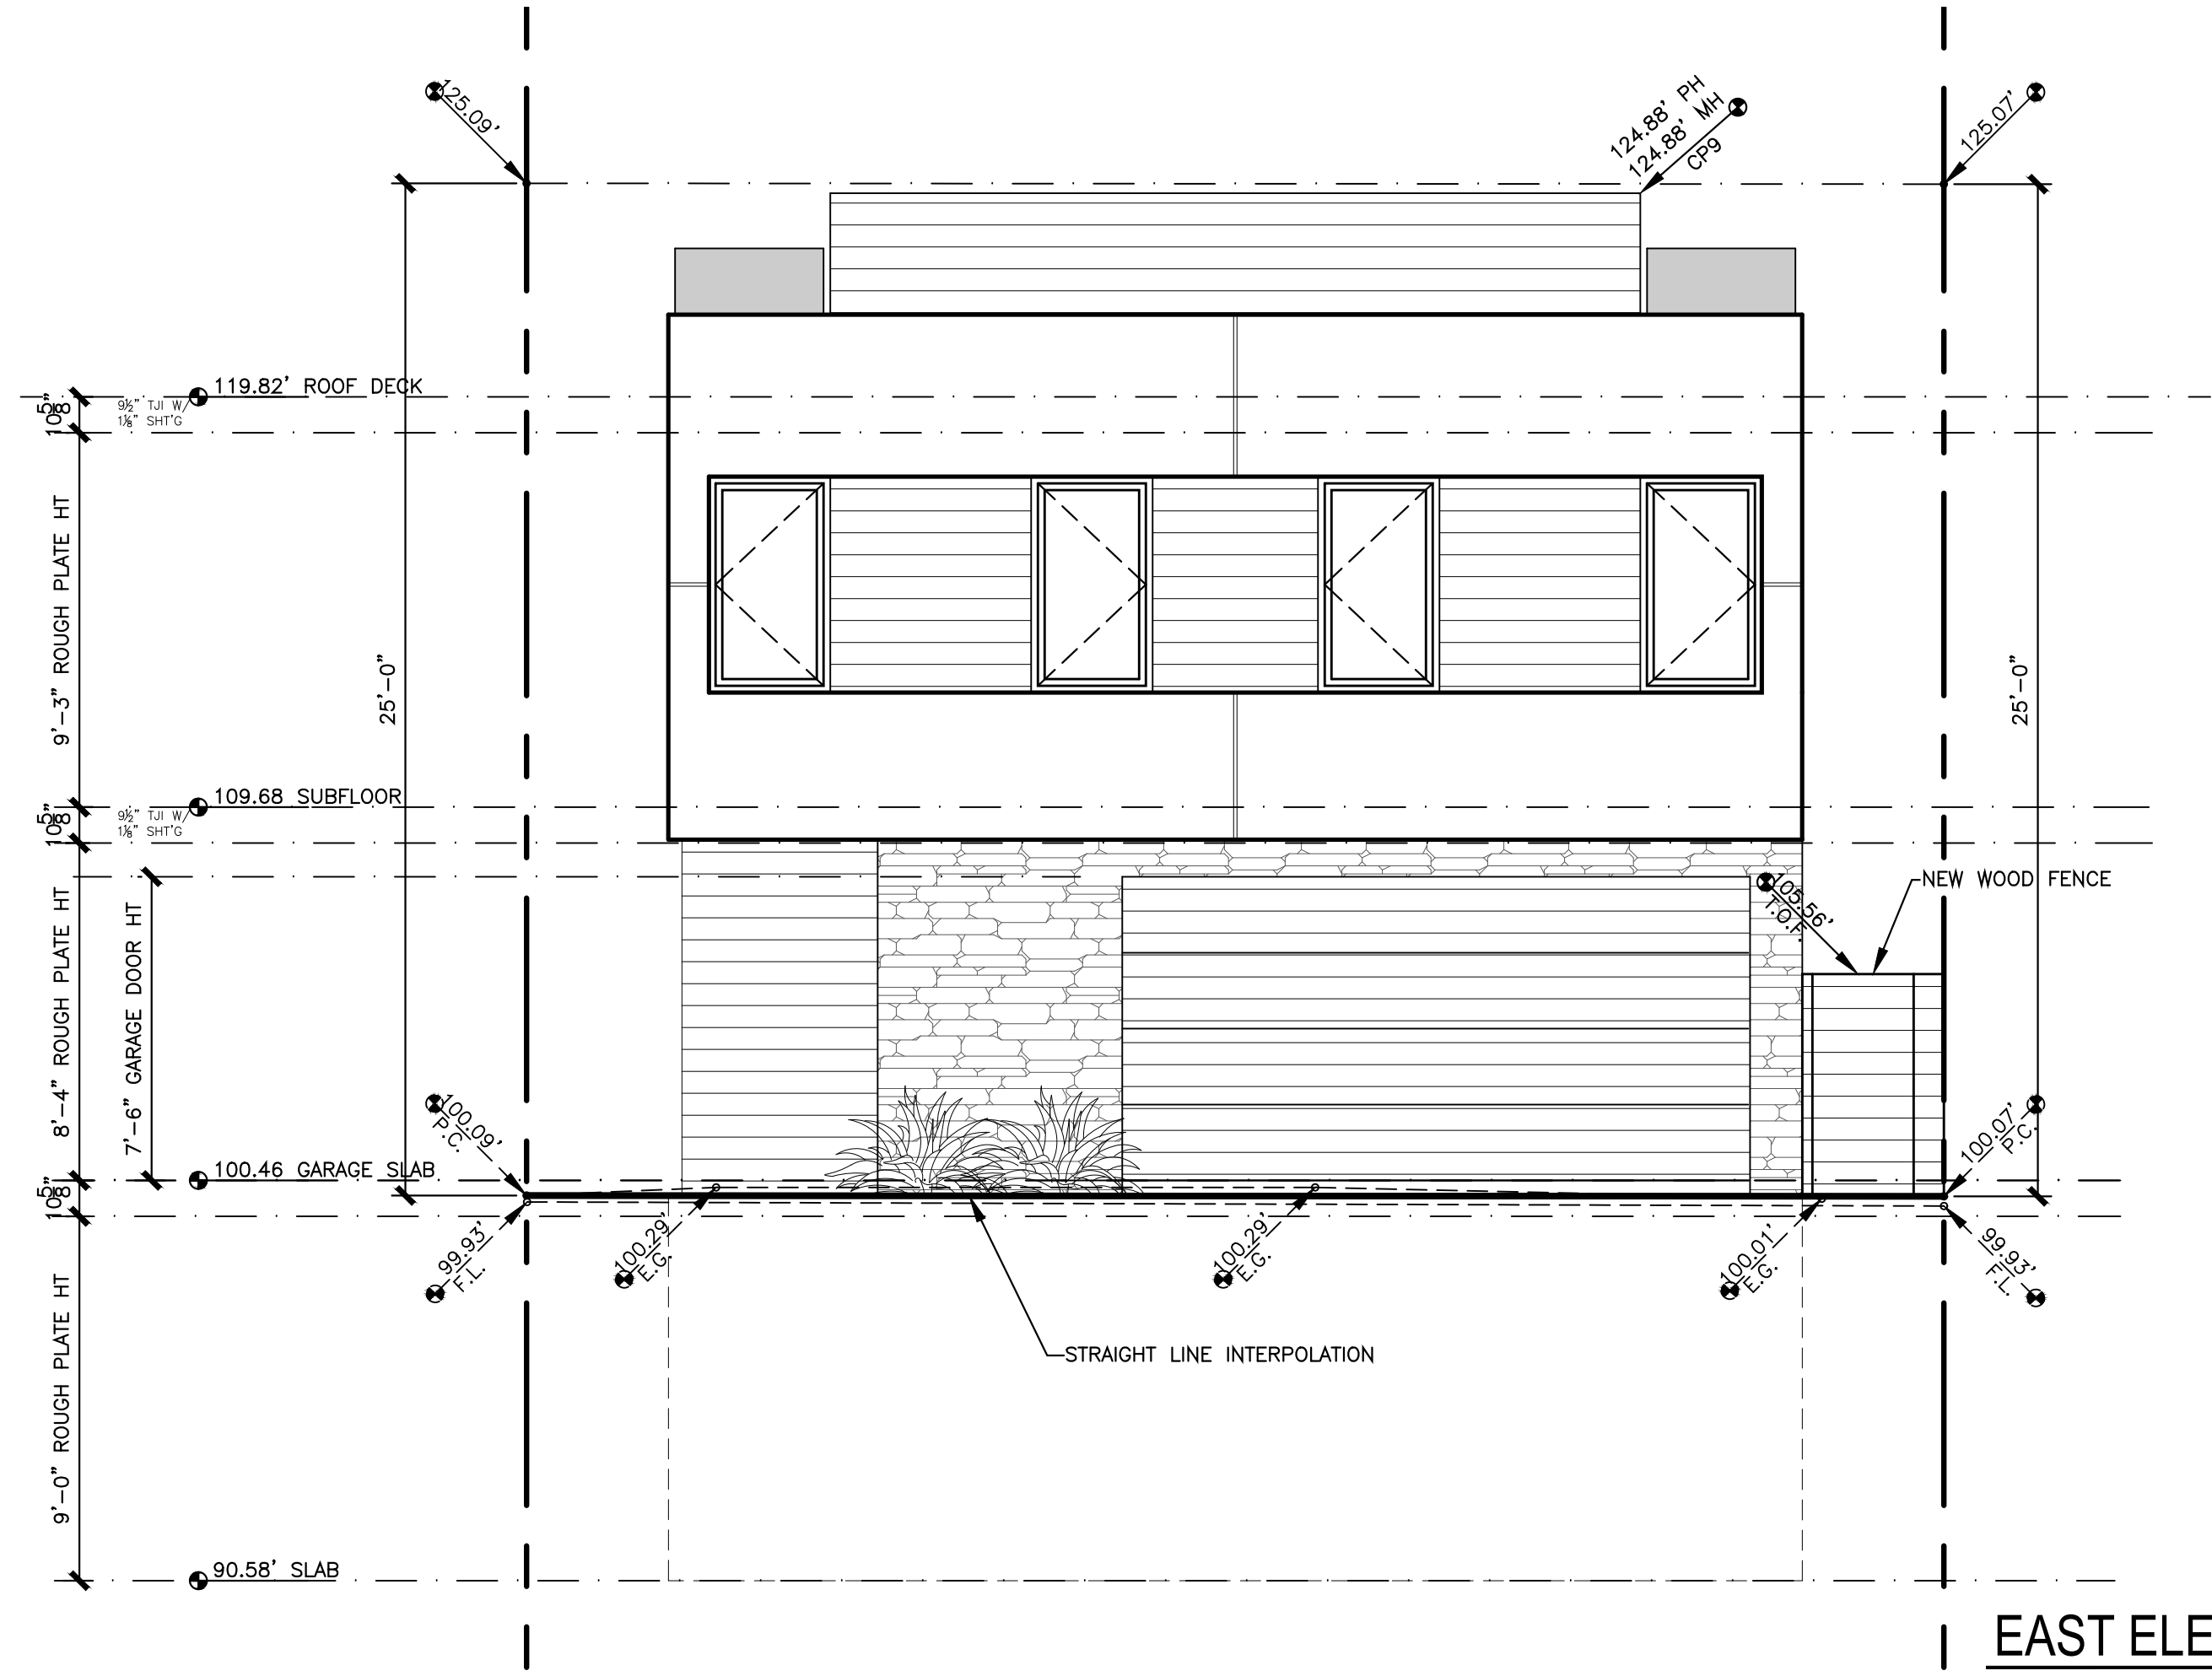 125.09'
124.88' PH
124.88' MH
CP9
125.07'
119.82' ROOF DECK
10 5/8"
9½" TJI W/
1⅛" SHT'G
9'-3" ROUGH PLATE HT
25'-0"
25'-0"
109.68 SUBFLOOR
10 5/8"
9½" TJI W/
1⅛" SHT'G
NEW WOOD FENCE
105.56'
T.O.F.
8'-4" ROUGH PLATE HT
7'-6" GARAGE DOOR HT
100.09'
P.C.
100.07'
P.C.
100.46 GARAGE SLAB
10 5/8"
99.93'
F.L.
100.29'
E.G.
100.29'
E.G.
100.01'
E.G.
99.93'
F.L.
STRAIGHT LINE INTERPOLATION
9'-0" ROUGH PLATE HT
90.58' SLAB
EAST ELE